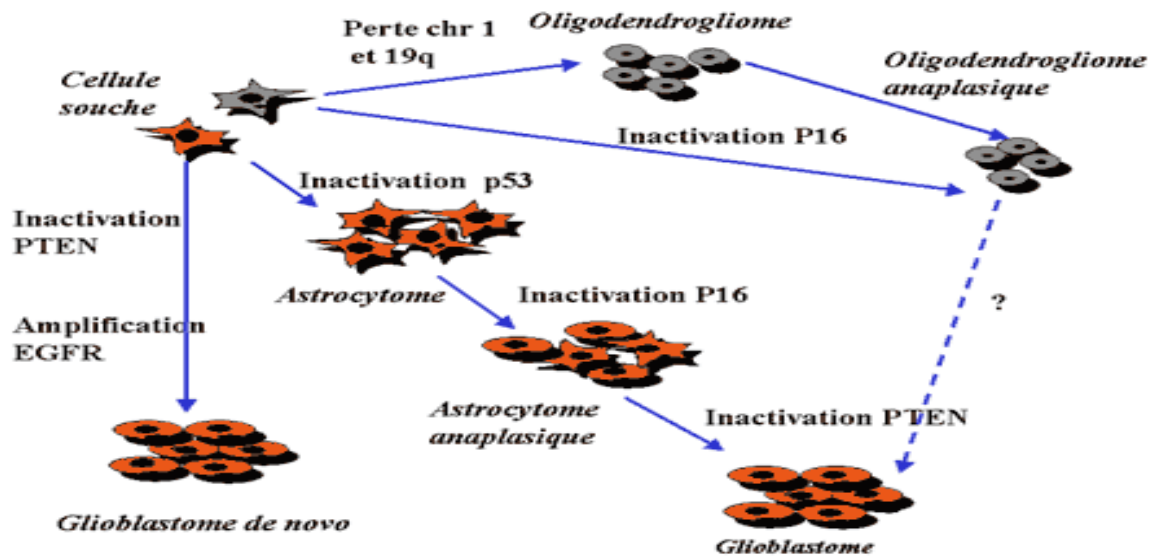 Oligodendrogliome
Perte chr 1
et 19q
Oligodendrogliome
anaplasique
Cellule
souche
Inactivation P16
Inactivation p53
Inactivation
PTEN
Astrocytome
Inactivation P16
?
Amplification
EGFR
Astrocytome
anaplasique
Inactivation PTEN
Glioblastome de novo
Glioblastome